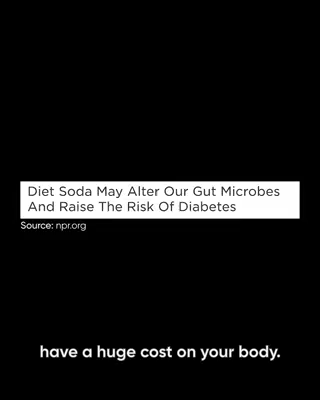 Diet Soda May Alter Our Gut Microbes
And Raise The Risk Of Diabetes
Source: npr.org
have a huge cost on your body.